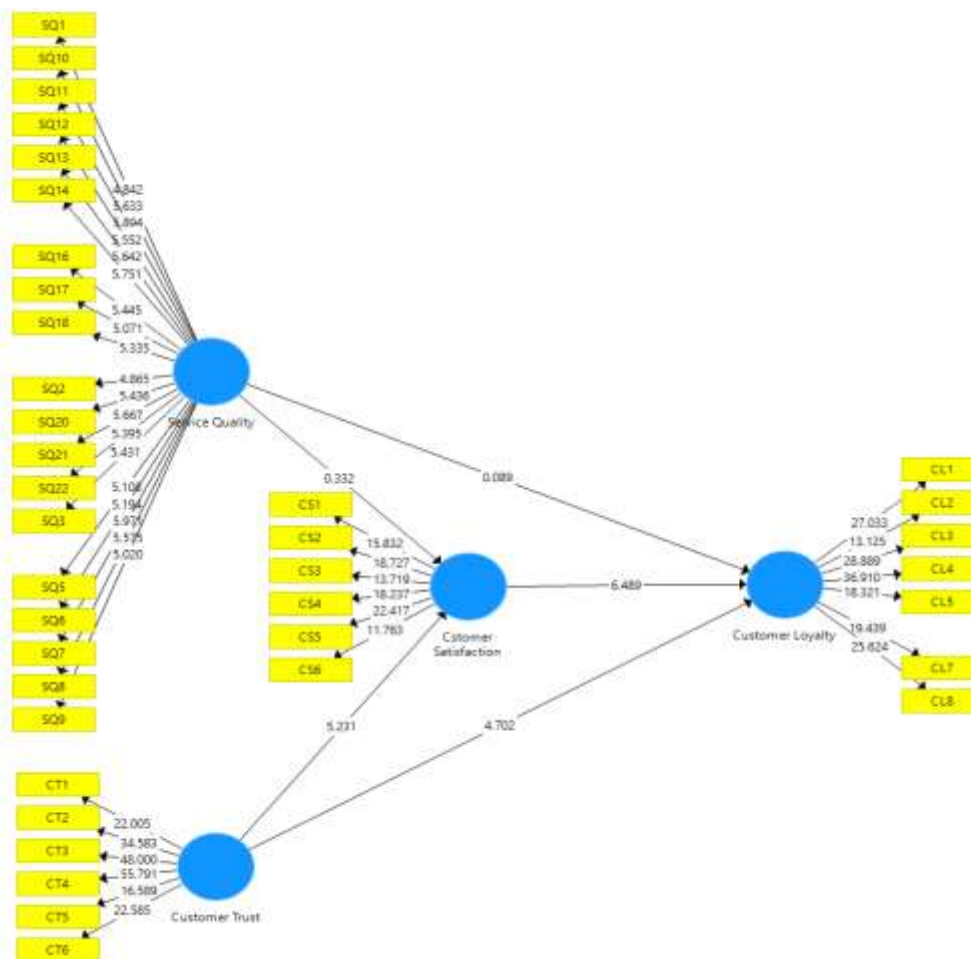 SQ1
SQ10
SQ11
SQ12
SQ13
SQ14
4.842
5.633
5.894
5.552
5.642
5.751
SQ16
SQ17
SQ18
5.445
5.071
5.335
Service Quality
SQ2
SQ20
SQ21
SQ22
SQ3
4.865
5.436
5.667
5.395
5.431
SQ5
SQ6
SQ7
SQ8
SQ9
5.194
5.020
0.332
0.089
CS1
CS2
CS3
CS4
CS5
CS6
15.832
18.727
13.719
18.237
22.417
11.763
Cstomer
Satisfaction
6.489
CL1
CL2
CL3
CL4
CL5
CL7
CL8
27.033
13.125
28.889
36.910
18.321
19.439
25.624
Customer Loyalty
5.231
4.702
CT1
CT2
CT3
CT4
CT5
CT6
22.005
34.583
48.000
55.791
16.589
22.585
Customer Trust